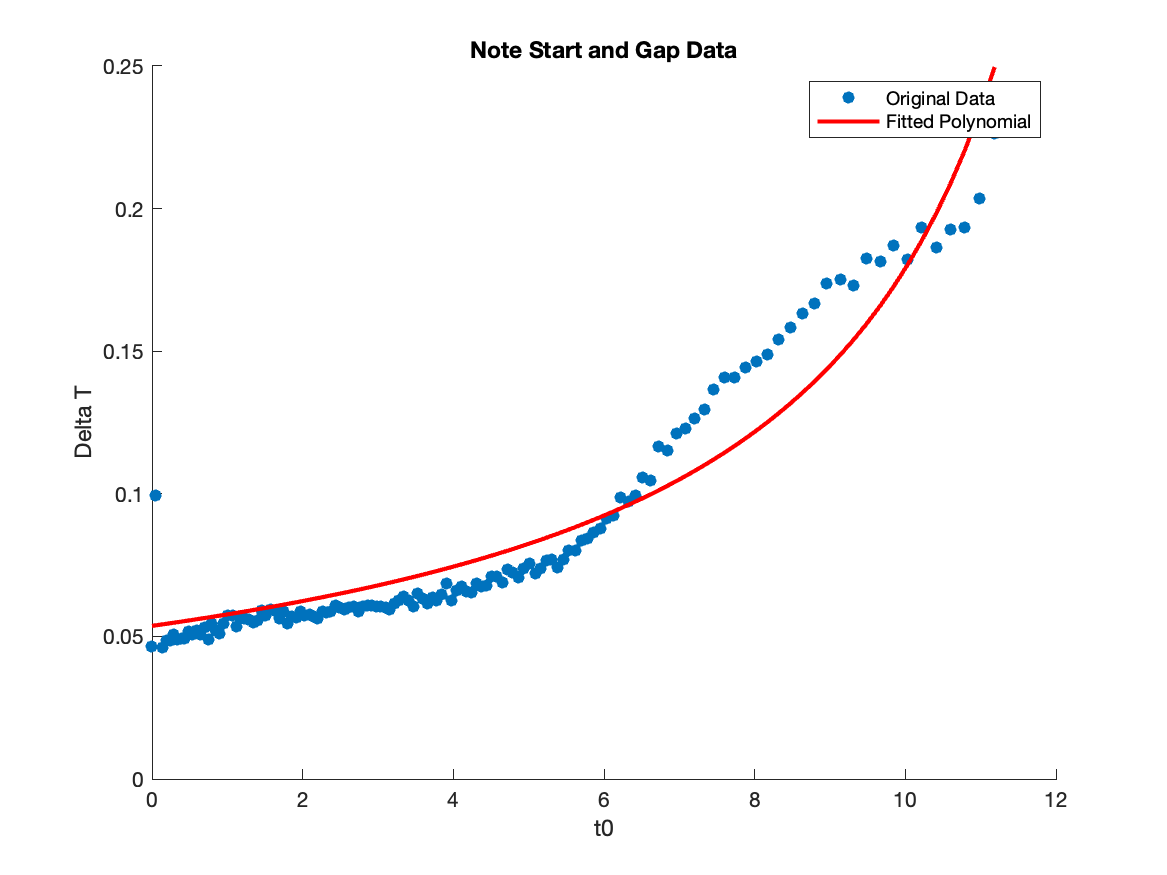 Note Start and Gap Data
Original Data
Fitted Polynomial
Delta T
0.25
0.2
0.15
0.1
0.05
0
0 2 4 6 8 10 12
t0